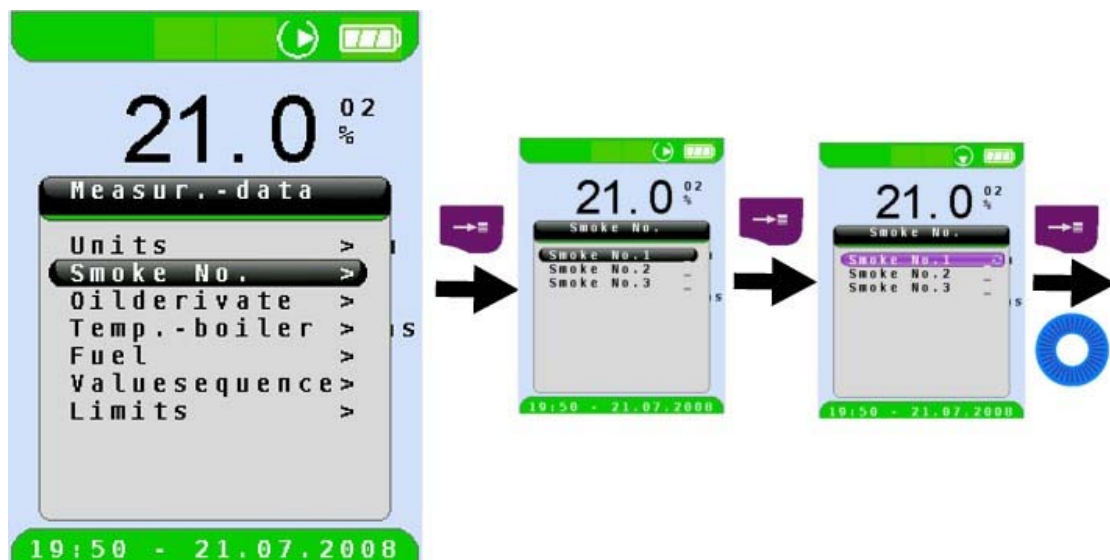 21.0 O2
%
Measur.-data
Units >
Smoke No. >
Oilderivate >
Temp.-boiler > s
Fuel >
Valuesequence>
Limits >
19:50 - 21.07.2008
21.0 O2
%
Smoke No.
Smoke No.1
Smoke No.2 _
Smoke No.3 _
s
19:50 - 21.07.2008
21.0 O2
%
Smoke No.
Smoke No.1
Smoke No.2 _
Smoke No.3 _
s
19:50 - 21.07.2008